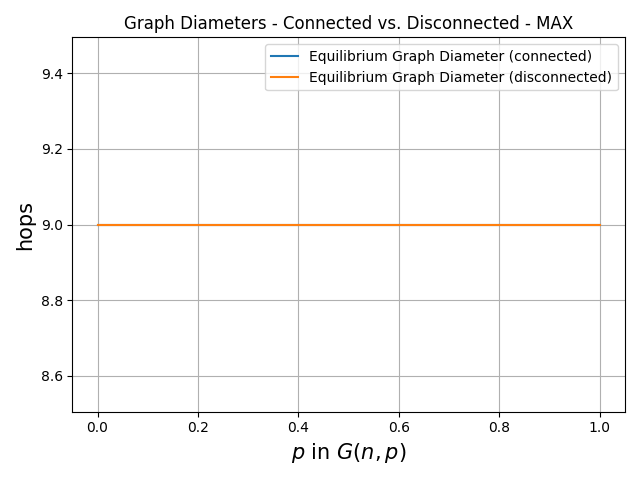 Graph Diameters - Connected vs. Disconnected - MAX
Equilibrium Graph Diameter (connected)
Equilibrium Graph Diameter (disconnected)
9.4
9.2
9.0
8.8
8.6
hops
0.0 0.2 0.4 0.6 0.8 1.0
p in G(n, p)